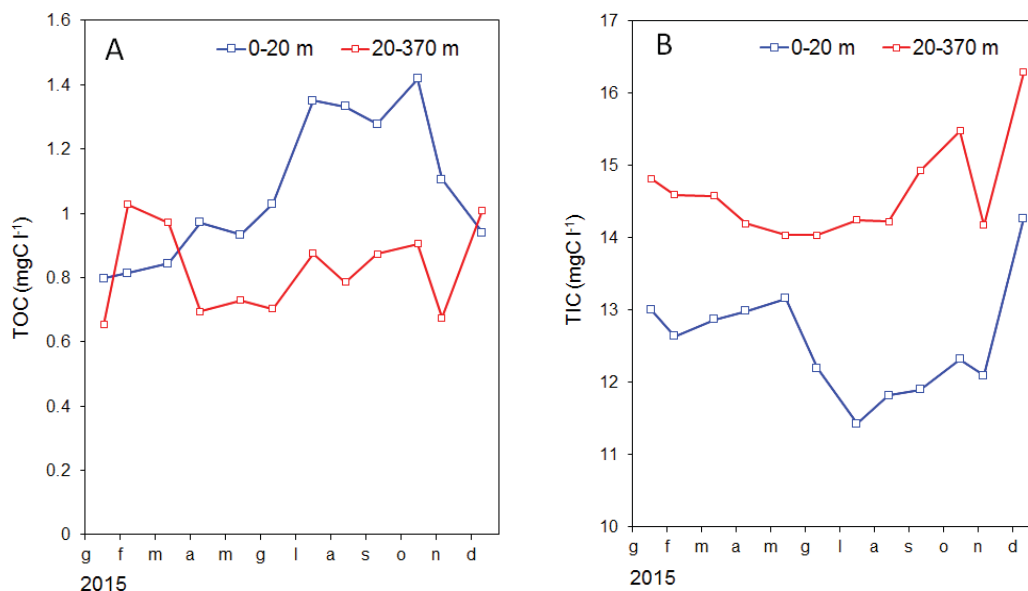 A
0-20 m
20-370 m
TOC (mgC l-1)
1.6
1.4
1.2
1
0.8
0.6
0.4
0.2
0
g f m a m g l a s o n d
2015
B
0-20 m
20-370 m
TIC (mgC l-1)
17
16
15
14
13
12
11
10
g f m a m g l a s o n d
2015